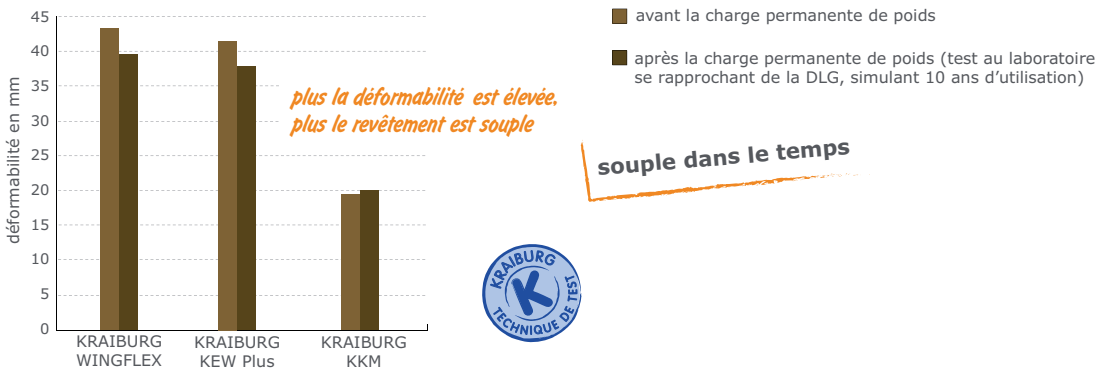 45
40
35
30
25
20
15
10
5
0
déformabilité en mm
KRAIBURG
WINGFLEX
KRAIBURG
KEW Plus
KRAIBURG
KKM
plus la déformabilité est élevée,
plus le revêtement est souple
avant la charge permanente de poids
après la charge permanente de poids (test au laboratoire
se rapprochant de la DLG, simulant 10 ans d’utilisation)
souple dans le temps
KRAIBURG
K
TECHNIQUE DE TEST